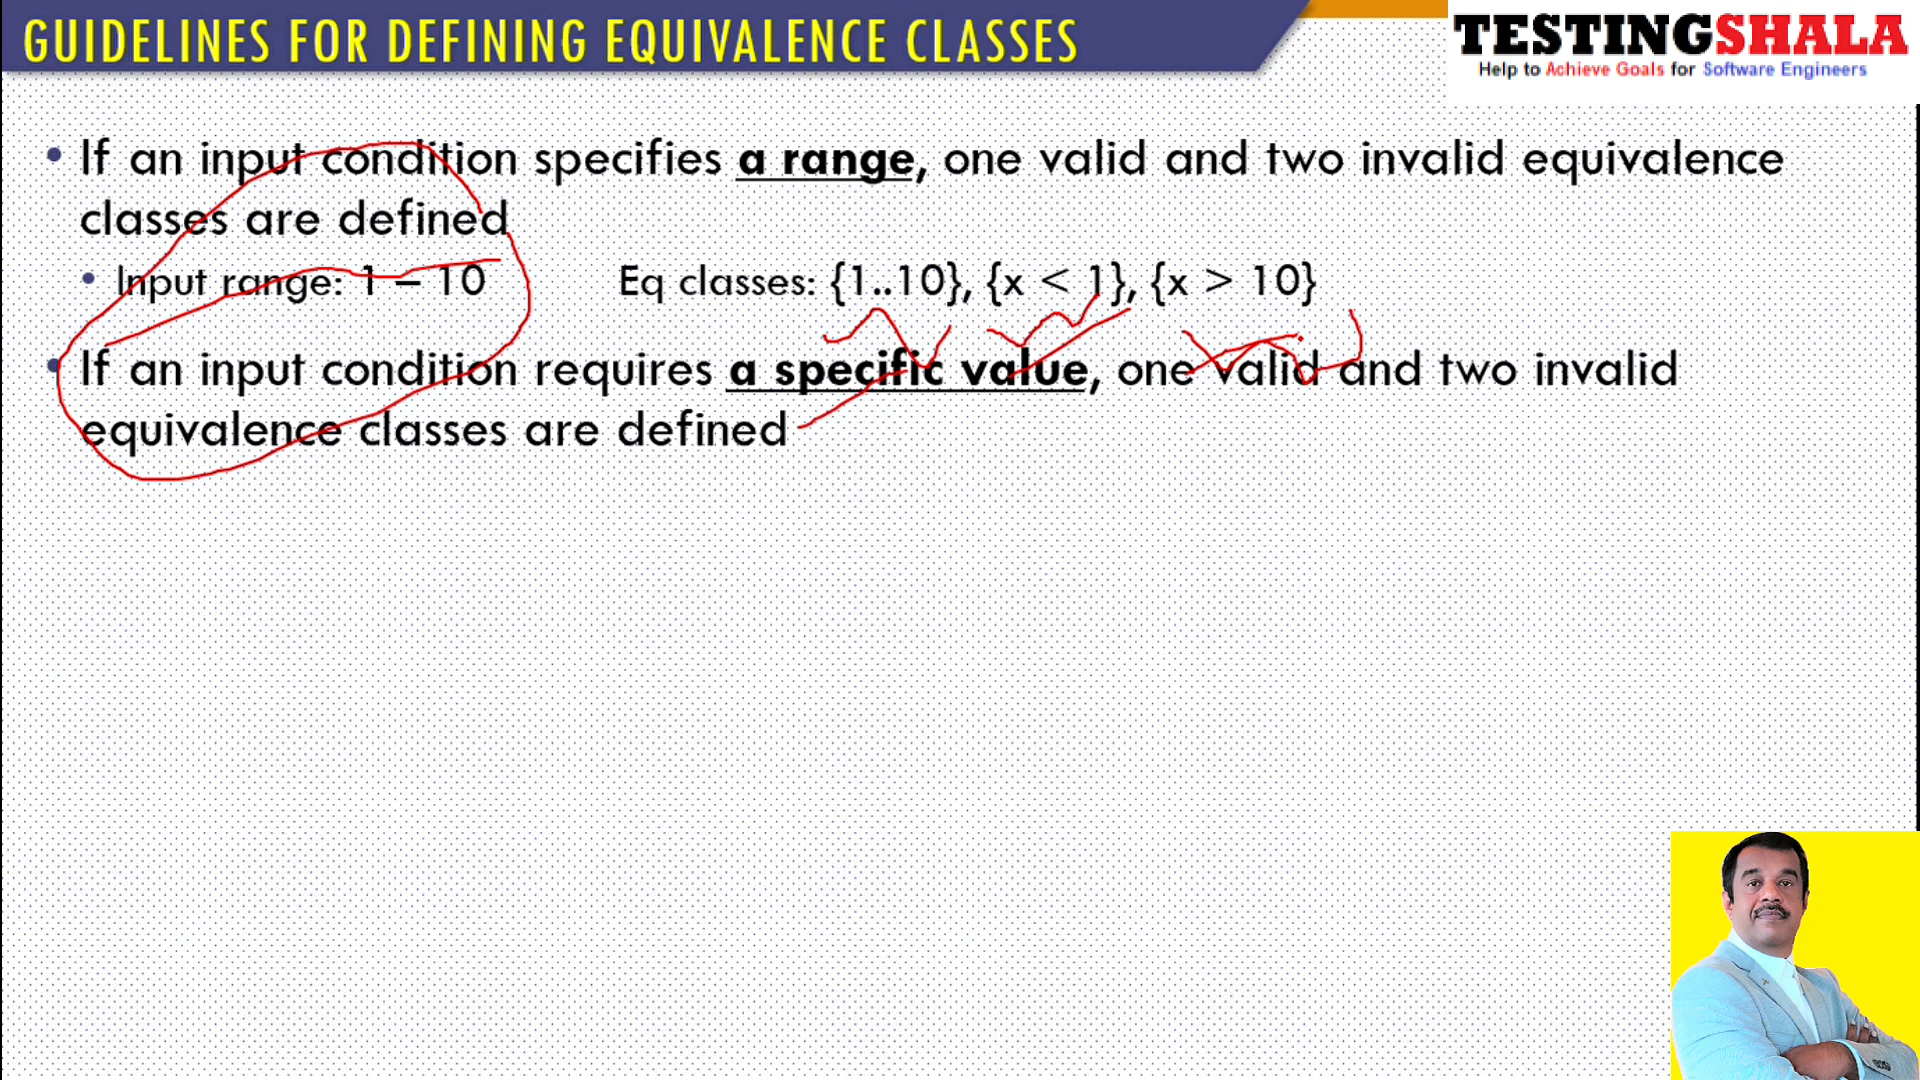 GUIDELINES FOR DEFINING EQUIVALENCE CLASSES
TESTINGSHALA
Help to Achieve Goals for Software Engineers
• If an input condition specifies a range, one valid and two invalid equivalence
classes are defined
• Input range: 1 – 10 Eq classes: {1..10}, {x < 1}, {x > 10}
• If an input condition requires a specific value, one valid and two invalid
equivalence classes are defined